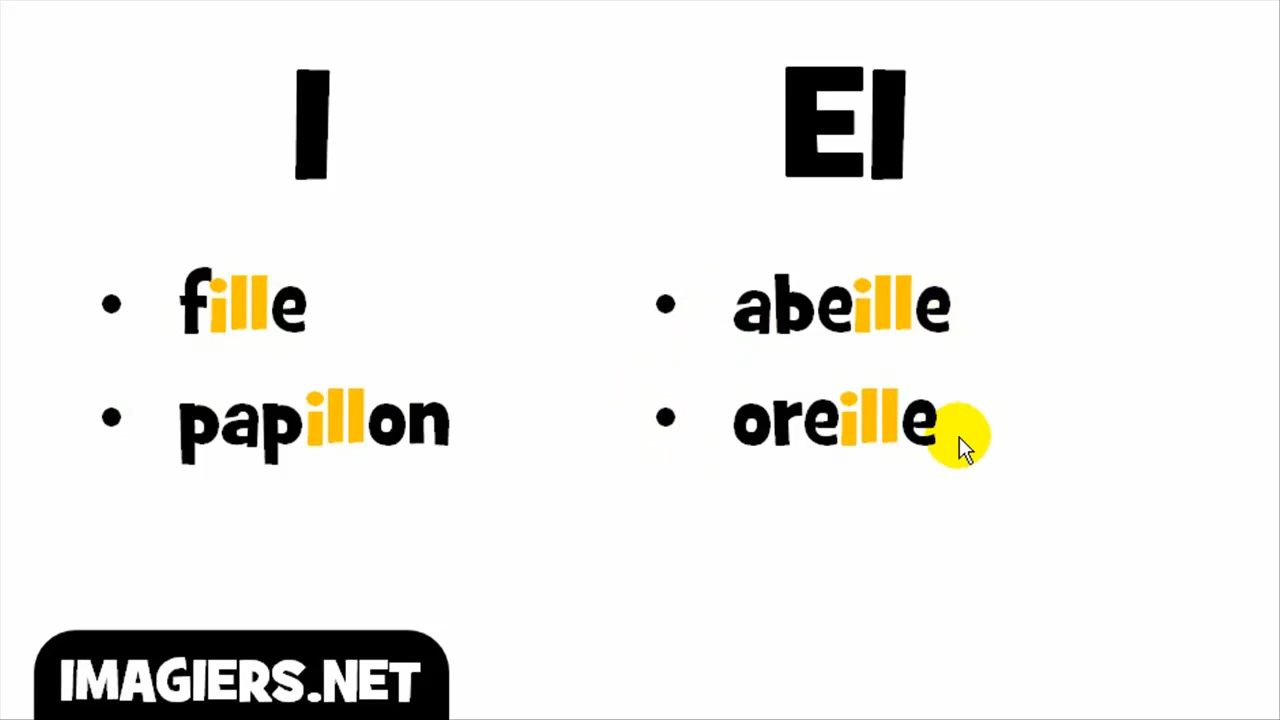 I EI
• fille
• papillon
• abeille
• oreille
IMAGIERS.NET